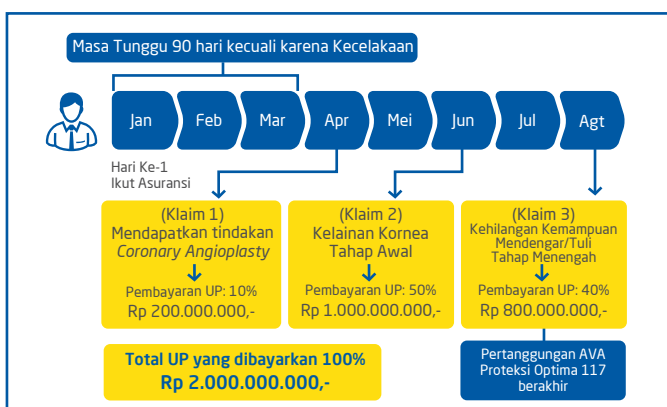 Masa Tunggu 90 hari kecuali karena Kecelakaan
Jan
Feb
Mar
Apr
Mei
Jun
Jul
Agt
Hari Ke-1
Ikut Asuransi
(Klaim 1)
Mendapatkan tindakan
Coronary Angioplasty
Pembayaran UP: 10%
Rp 200.000.000,-
(Klaim 2)
Kelainan Kornea
Tahap Awal
Pembayaran UP: 50%
Rp 1.000.000.000,-
(Klaim 3)
Kehilangan Kemampuan
Mendengar/Tuli
Tahap Menengah
Pembayaran UP: 40%
Rp 800.000.000,-
Total UP yang dibayarkan 100%
Rp 2.000.000.000,-
Pertanggungan AVA
Proteksi Optima 117
berakhir